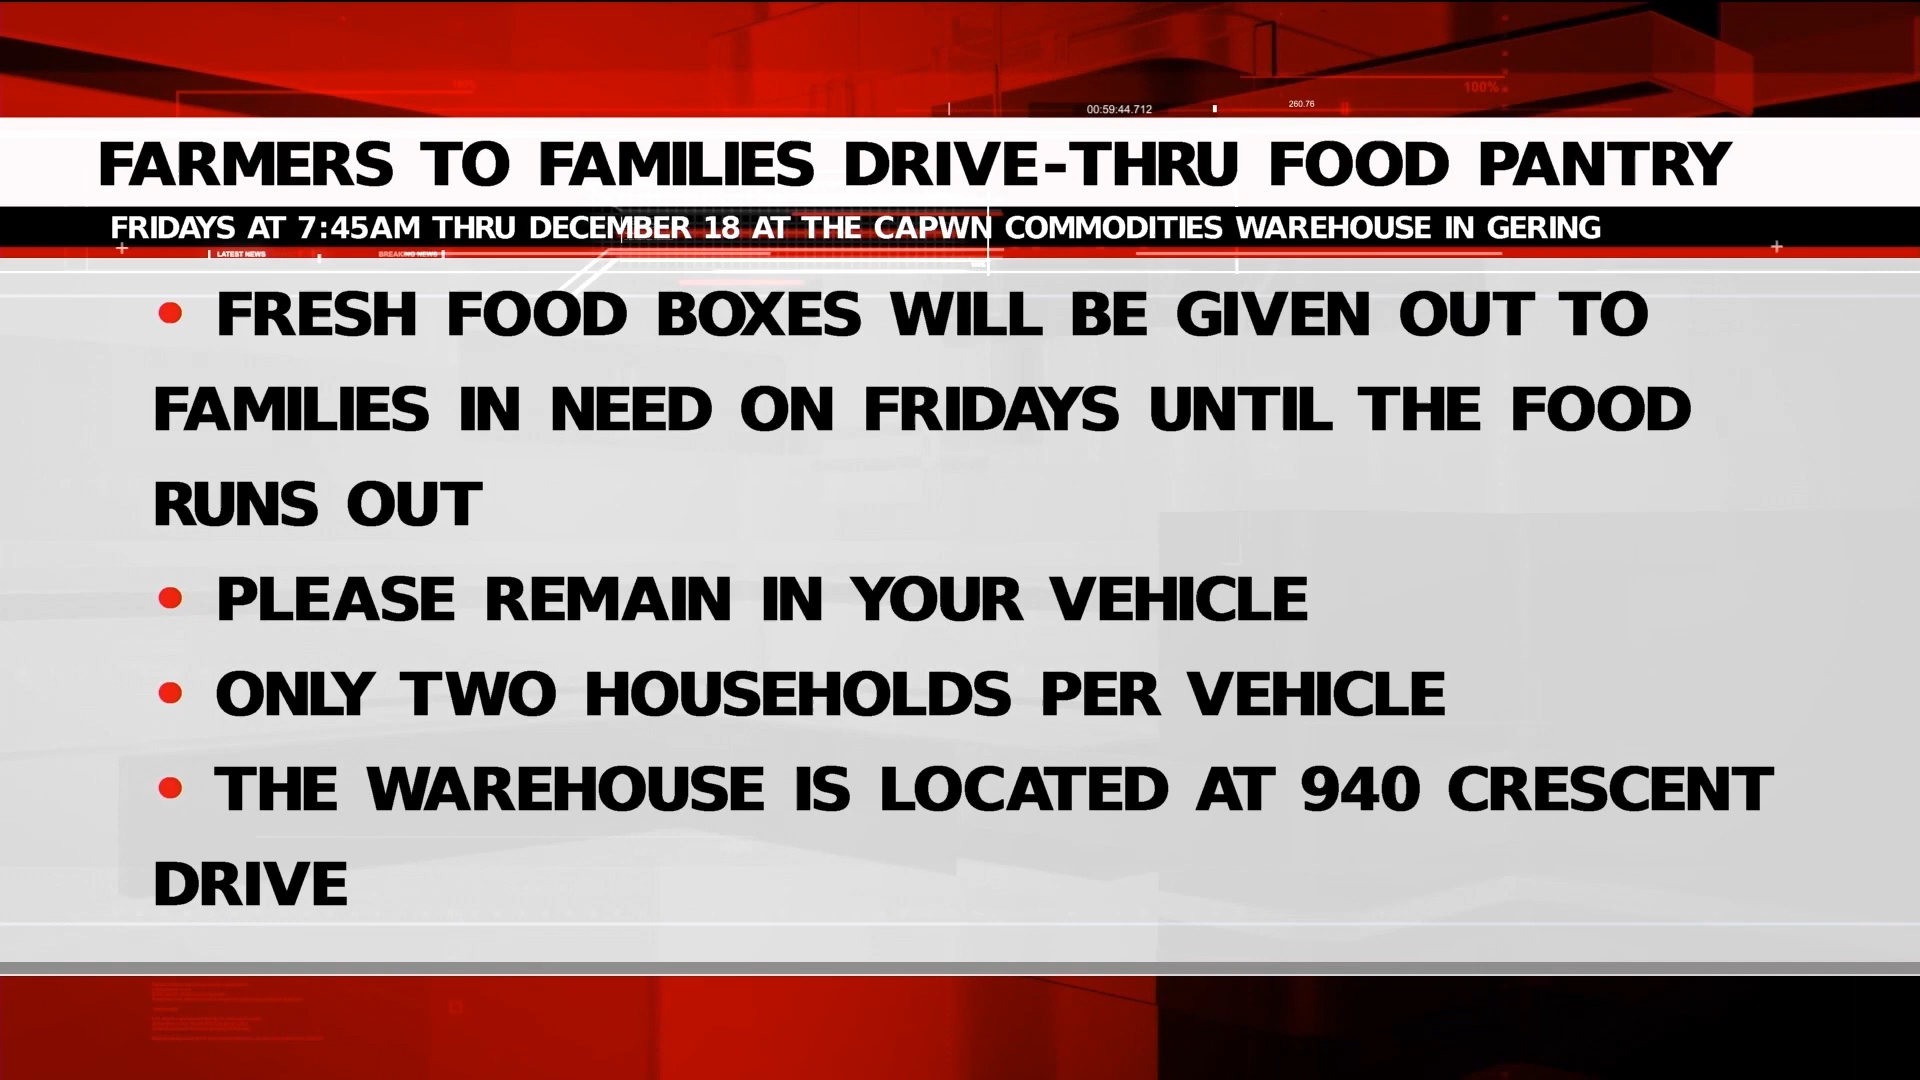 100%
00:59:44.712
260.76
FARMERS TO FAMILIES DRIVE-THRU FOOD PANTRY
FRIDAYS AT 7:45AM THRU DECEMBER 18 AT THE CAPWN COMMODITIES WAREHOUSE IN GERING
LATEST NEWS
BREAKING NEWS
• FRESH FOOD BOXES WILL BE GIVEN OUT TO
FAMILIES IN NEED ON FRIDAYS UNTIL THE FOOD
RUNS OUT
• PLEASE REMAIN IN YOUR VEHICLE
• ONLY TWO HOUSEHOLDS PER VEHICLE
• THE WAREHOUSE IS LOCATED AT 940 CRESCENT
DRIVE